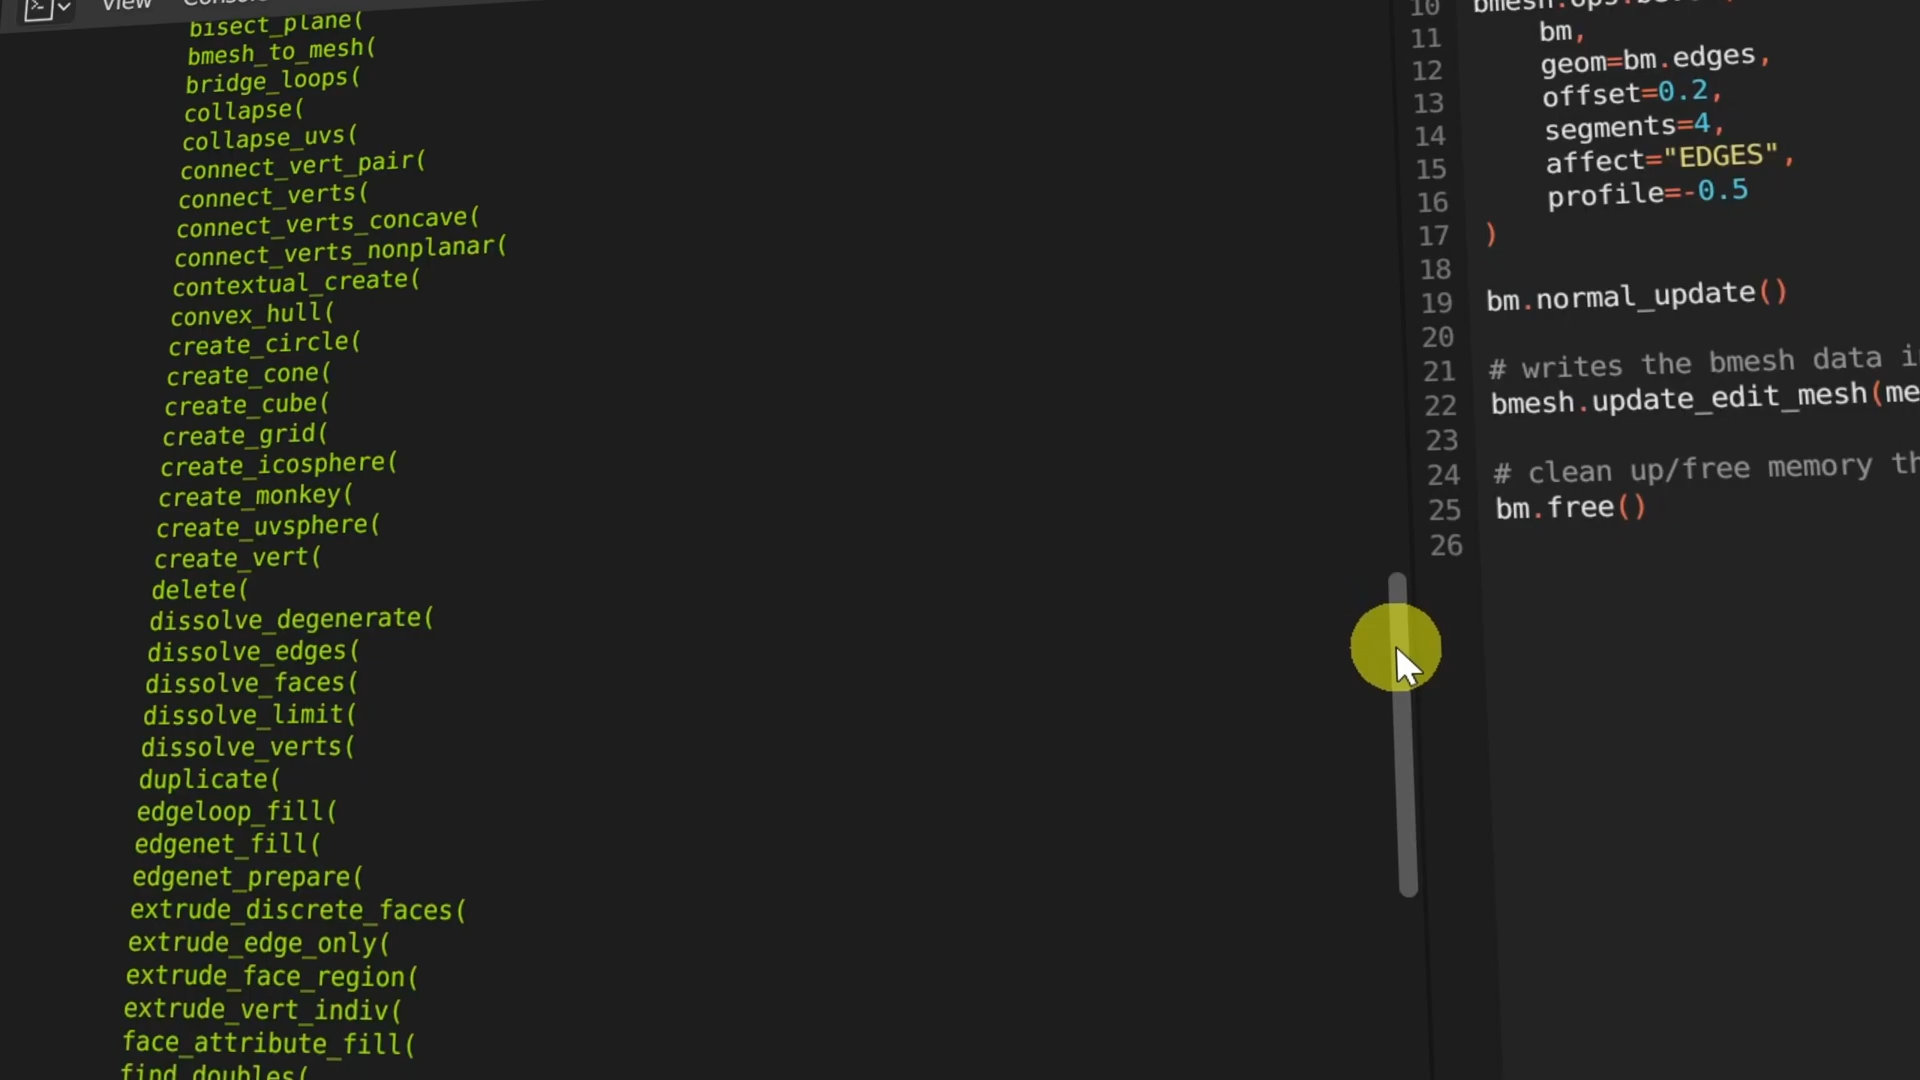 View
bisect_plane(
bmesh_to_mesh(
bridge_loops(
collapse(
collapse_uvs(
connect_vert_pair(
connect_verts(
connect_verts_concave(
connect_verts_nonplanar(
contextual_create(
convex_hull(
create_circle(
create_cone(
create_cube(
create_grid(
create_icosphere(
create_monkey(
create_uvsphere(
create_vert(
delete(
dissolve_degenerate(
dissolve_edges(
dissolve_faces(
dissolve_limit(
dissolve_verts(
duplicate(
edgeloop_fill(
edgenet_fill(
edgenet_prepare(
extrude_discrete_faces(
extrude_edge_only(
extrude_face_region(
extrude_vert_indiv(
face_attribute_fill(
find_doubles(
10
11 bm,
12 geom=bm.edges,
13 offset=0.2,
14 segments=4,
15 affect="EDGES",
16 profile=-0.5
17 )
18
19 bm.normal_update()
20
21 # writes the bmesh data
22 bmesh.update_edit_mesh(me
23
24 # clean up/free memory th
25 bm.free()
26